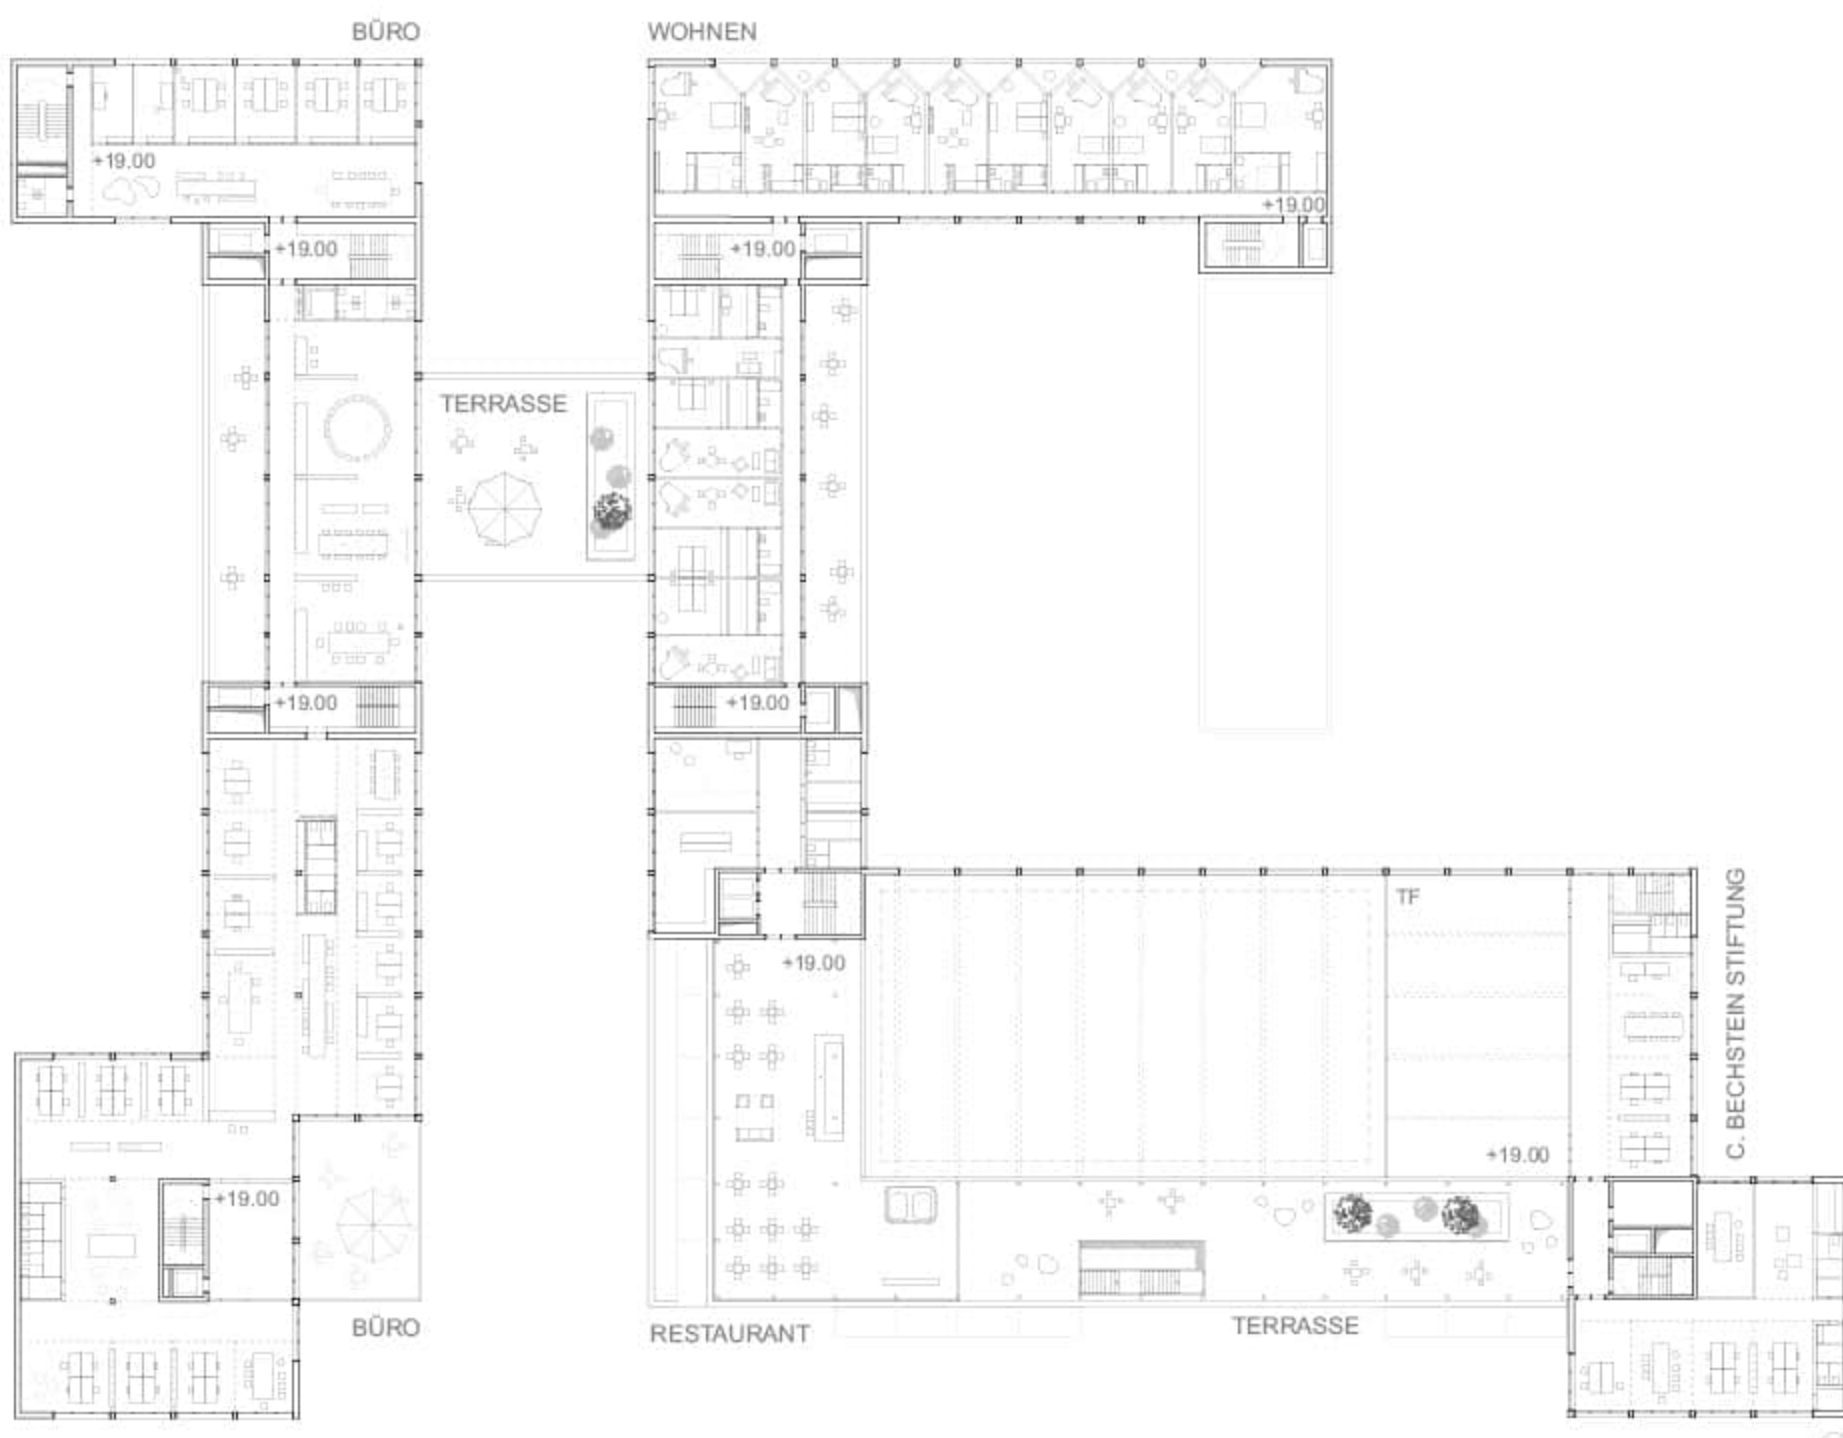 BÜRO
WOHNEN
+19.00
+19.00
+19.00
+19.00
TERRASSE
+19.00
+19.00
TF
+19.00
C. BECHSTEIN STIFTUNG
+19.00
+19.00
BÜRO
RESTAURANT
TERRASSE